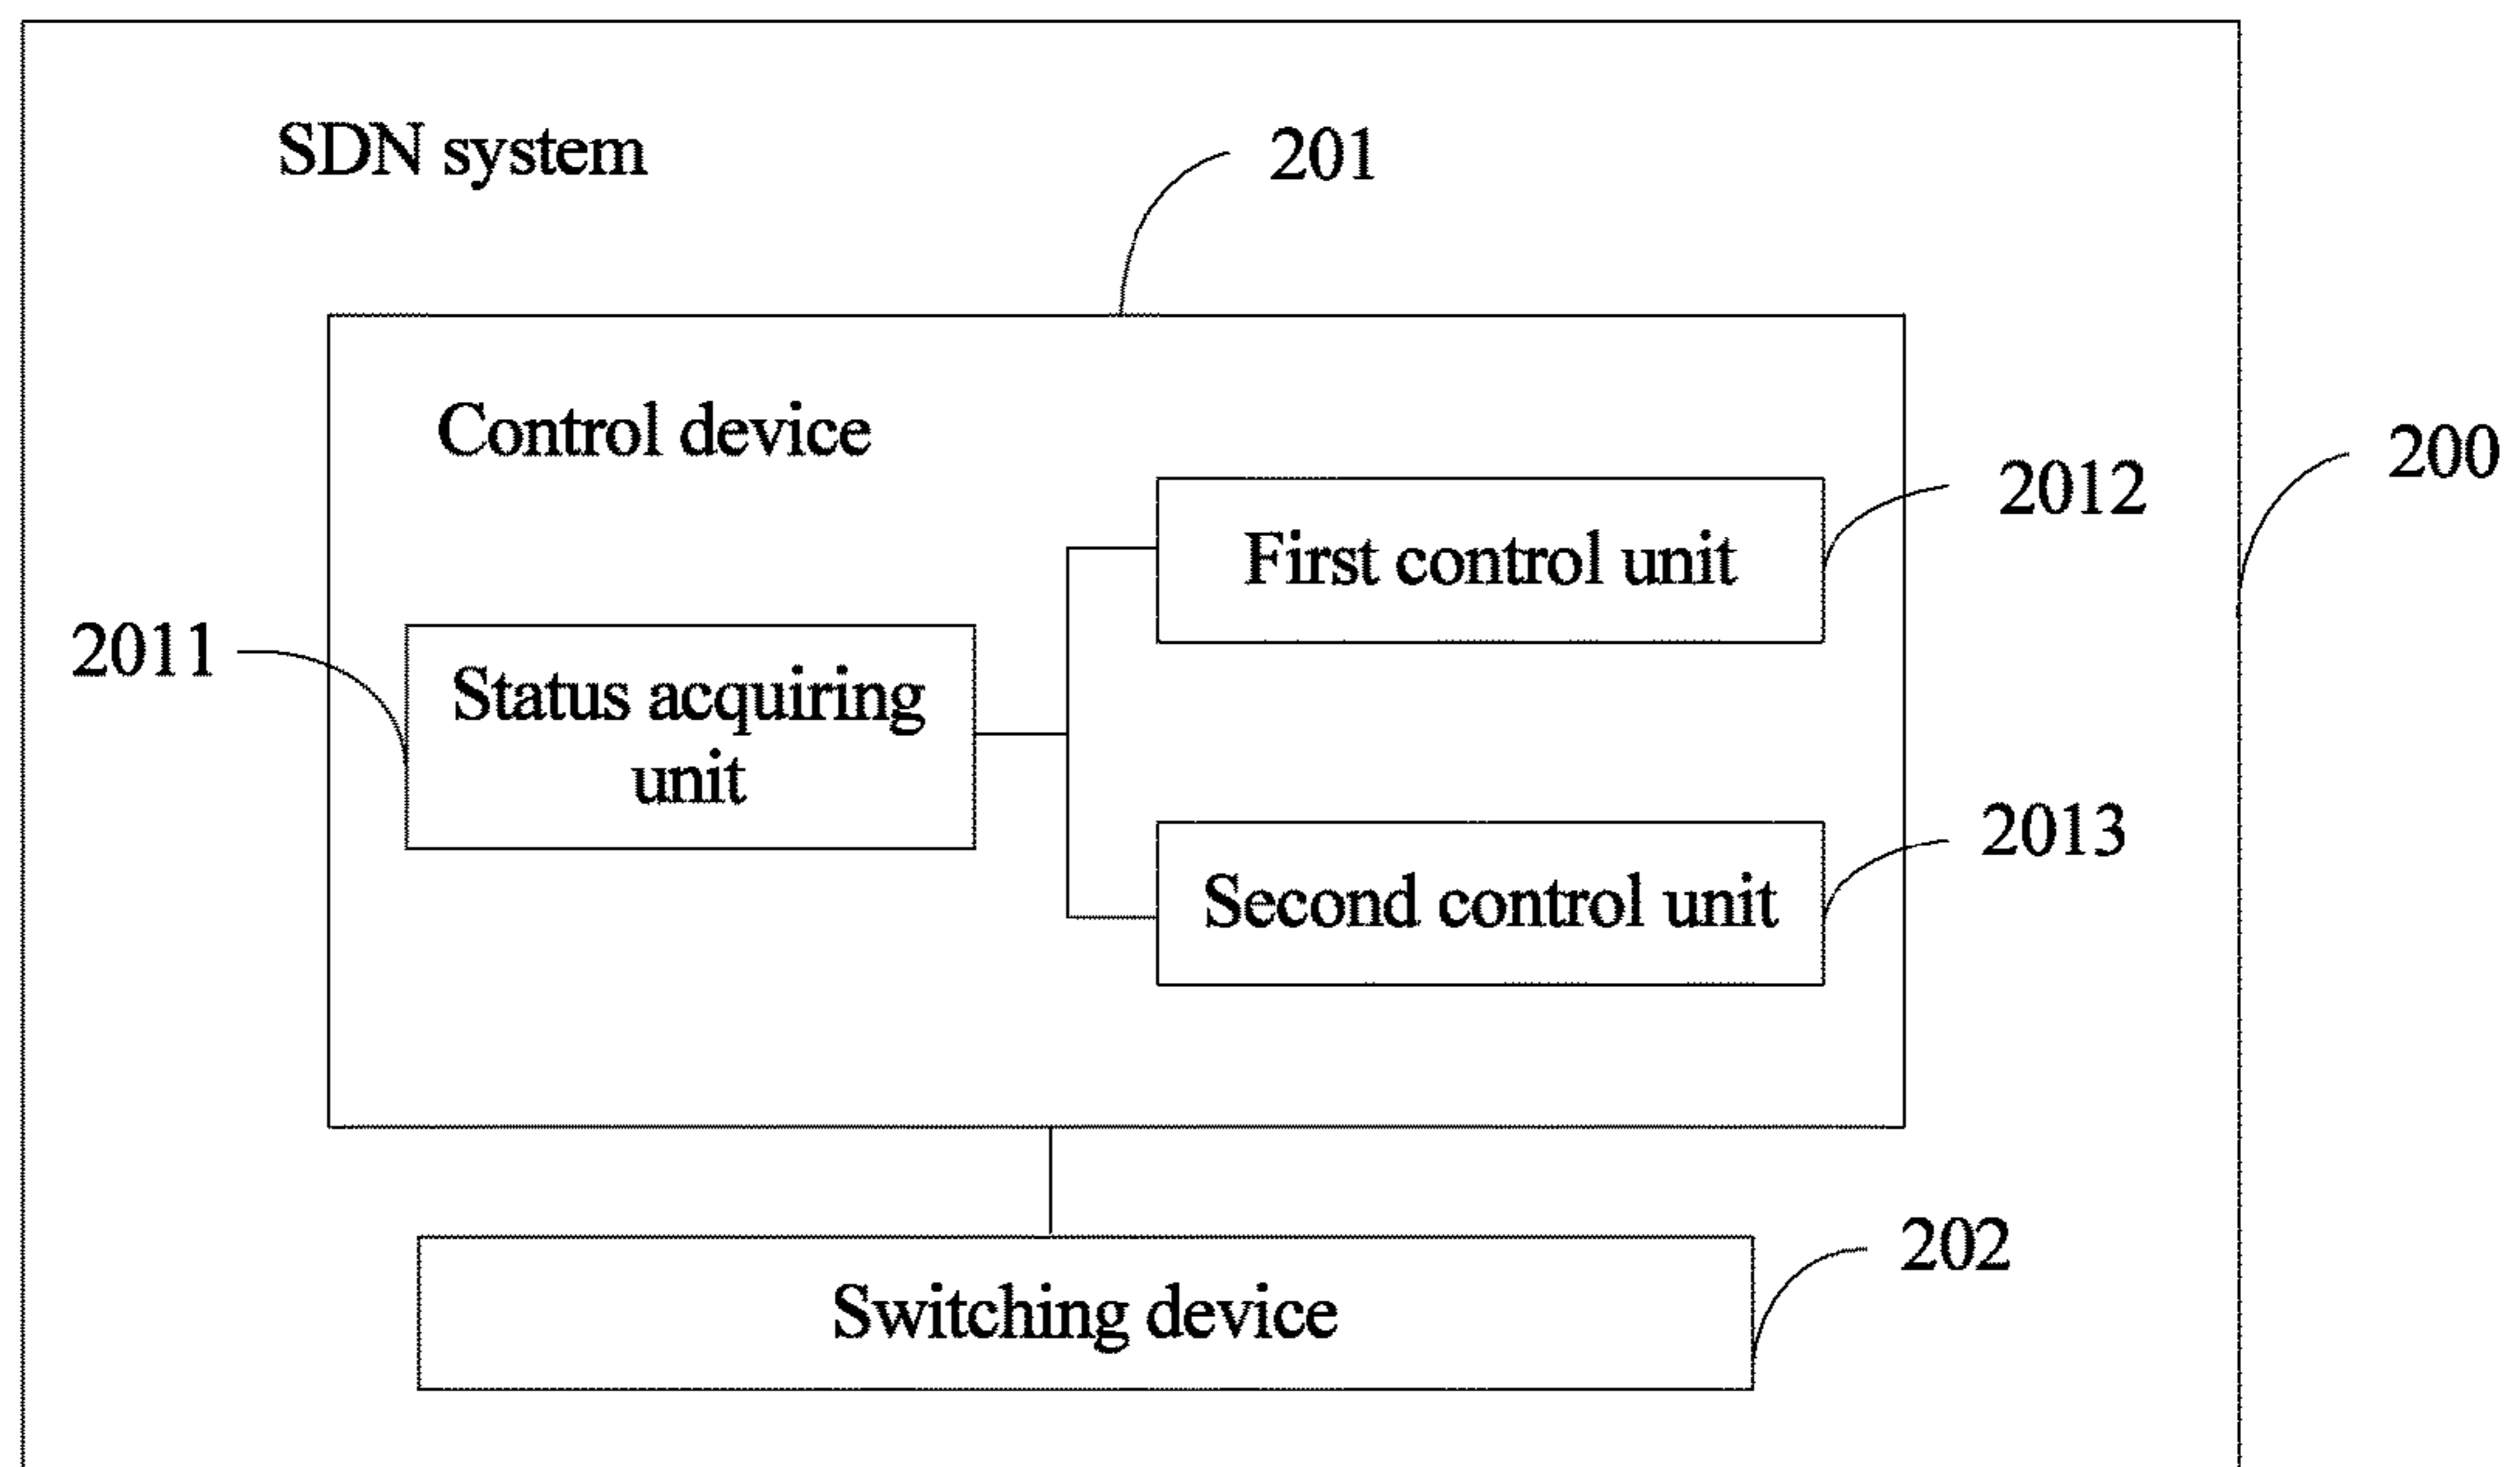 SDN system
201
Control device
200
2012
First control unit
2011
Status acquiring
unit
2013
Second control unit
202
Switching device